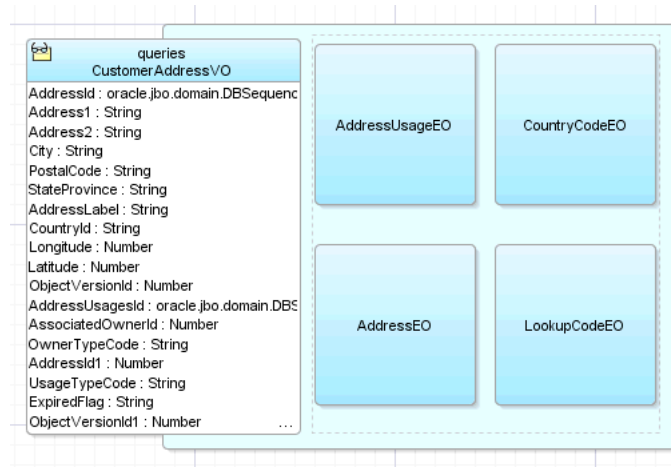 queries
CustomerAddressVO
AddressId : oracle.jbo.domain.DBSequenc
Address1 : String
Address2 : String
City : String
PostalCode : String
StateProvince : String
AddressLabel : String
CountryId : String
Longitude : Number
Latitude : Number
ObjectVersionId : Number
AddressUsagesId : oracle.jbo.domain.DBS
AssociatedOwnerId : Number
OwnerTypeCode : String
AddressId1 : Number
UsageTypeCode : String
ExpiredFlag : String
ObjectVersionId1 : Number ...
AddressUsageEO
CountryCodeEO
AddressEO
LookupCodeEO